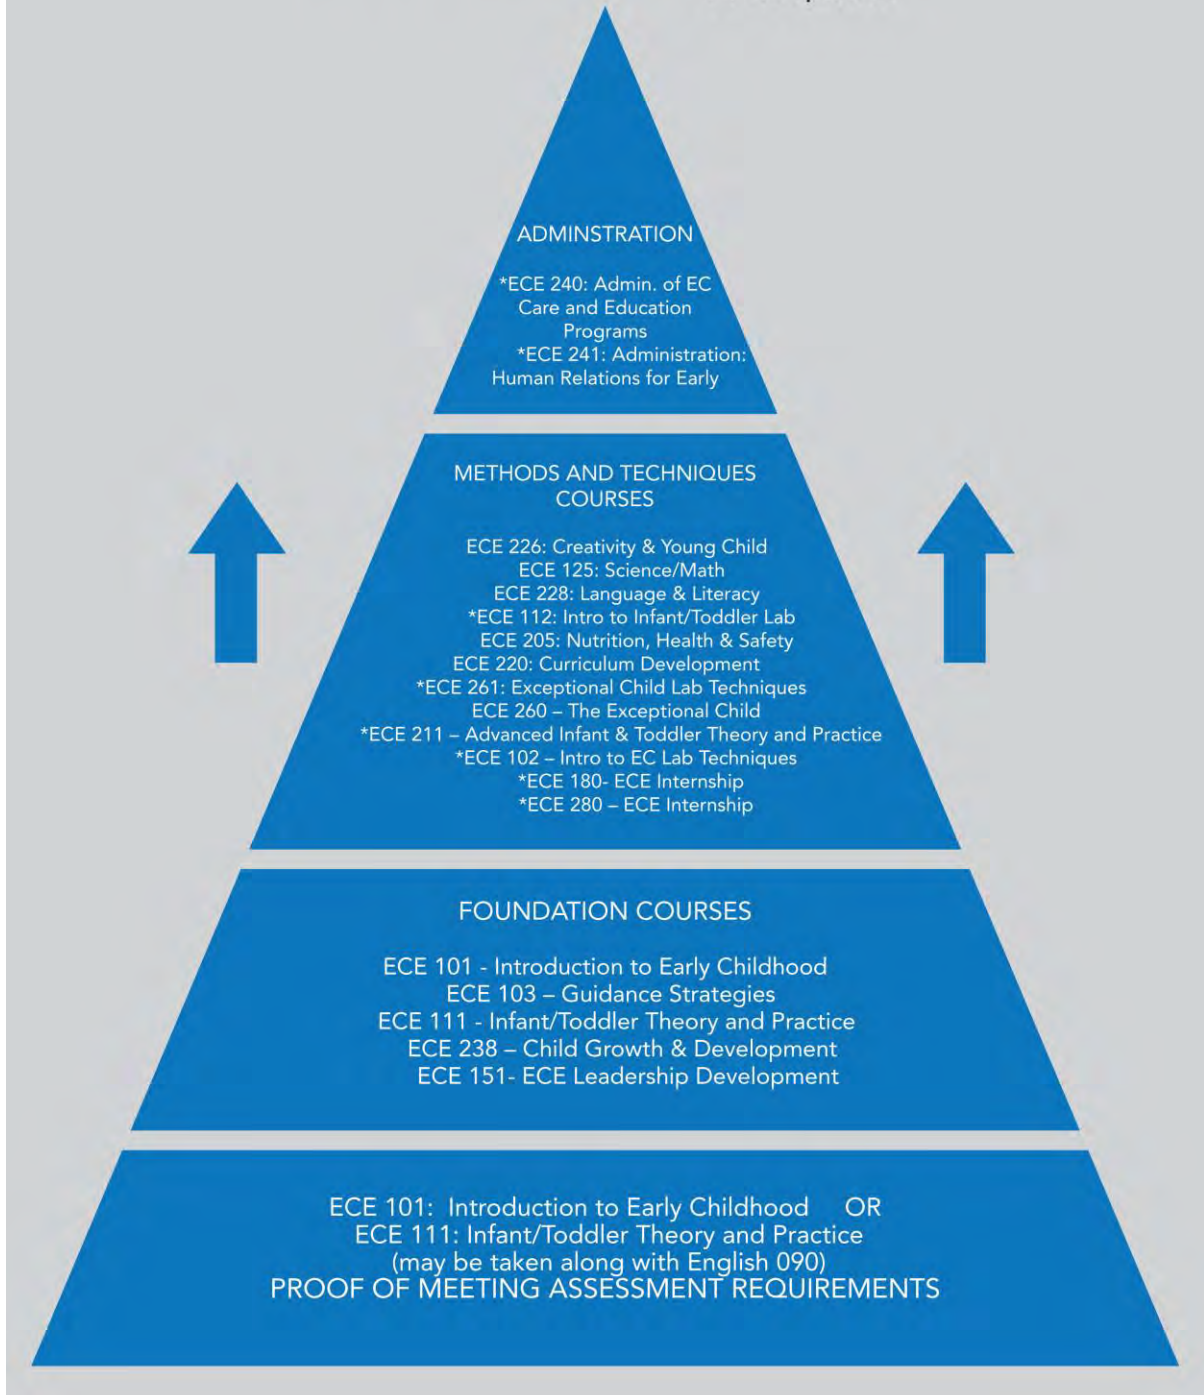 ADMINSTRATION
*ECE 240: Admin. of EC
Care and Education
Programs
*ECE 241: Administration:
Human Relations for Early
METHODS AND TECHNIQUES
COURSES
ECE 226: Creativity & Young Child
ECE 125: Science/Math
ECE 228: Language & Literacy
*ECE 112: Intro to Infant/Toddler Lab
ECE 205: Nutrition, Health & Safety
ECE 220: Curriculum Development
*ECE 261: Exceptional Child Lab Techniques
ECE 260 – The Exceptional Child
*ECE 211 – Advanced Infant & Toddler Theory and Practice
*ECE 102 – Intro to EC Lab Techniques
*ECE 180- ECE Internship
*ECE 280 – ECE Internship
FOUNDATION COURSES
ECE 101 - Introduction to Early Childhood
ECE 103 – Guidance Strategies
ECE 111 - Infant/Toddler Theory and Practice
ECE 238 – Child Growth & Development
ECE 151- ECE Leadership Development
ECE 101: Introduction to Early Childhood OR
ECE 111: Infant/Toddler Theory and Practice
(may be taken along with English 090)
PROOF OF MEETING ASSESSMENT REQUIREMENTS